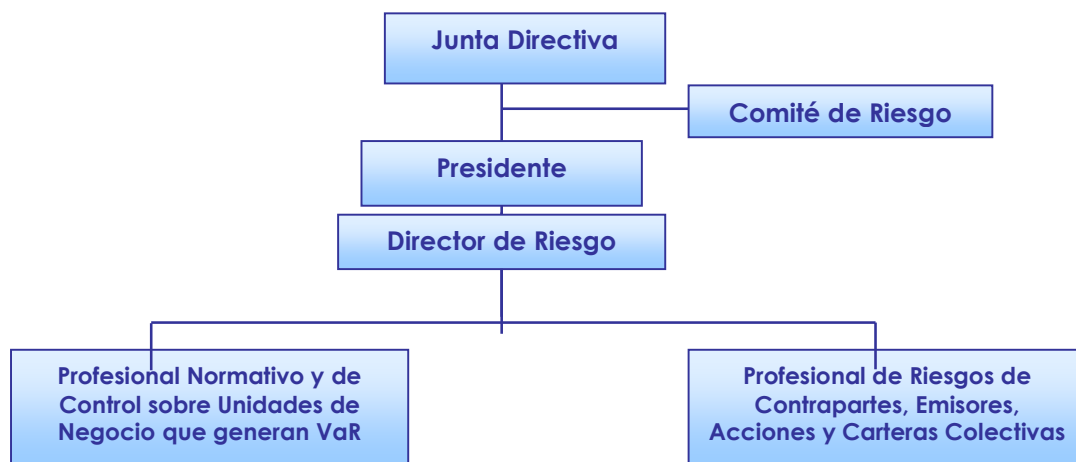 Junta Directiva
Comité de Riesgo
Presidente
Director de Riesgo
Profesional Normativo y de
Control sobre Unidades de
Negocio que generan VaR
Profesional de Riesgos de
Contrapartes, Emisores,
Acciones y Carteras Colectivas